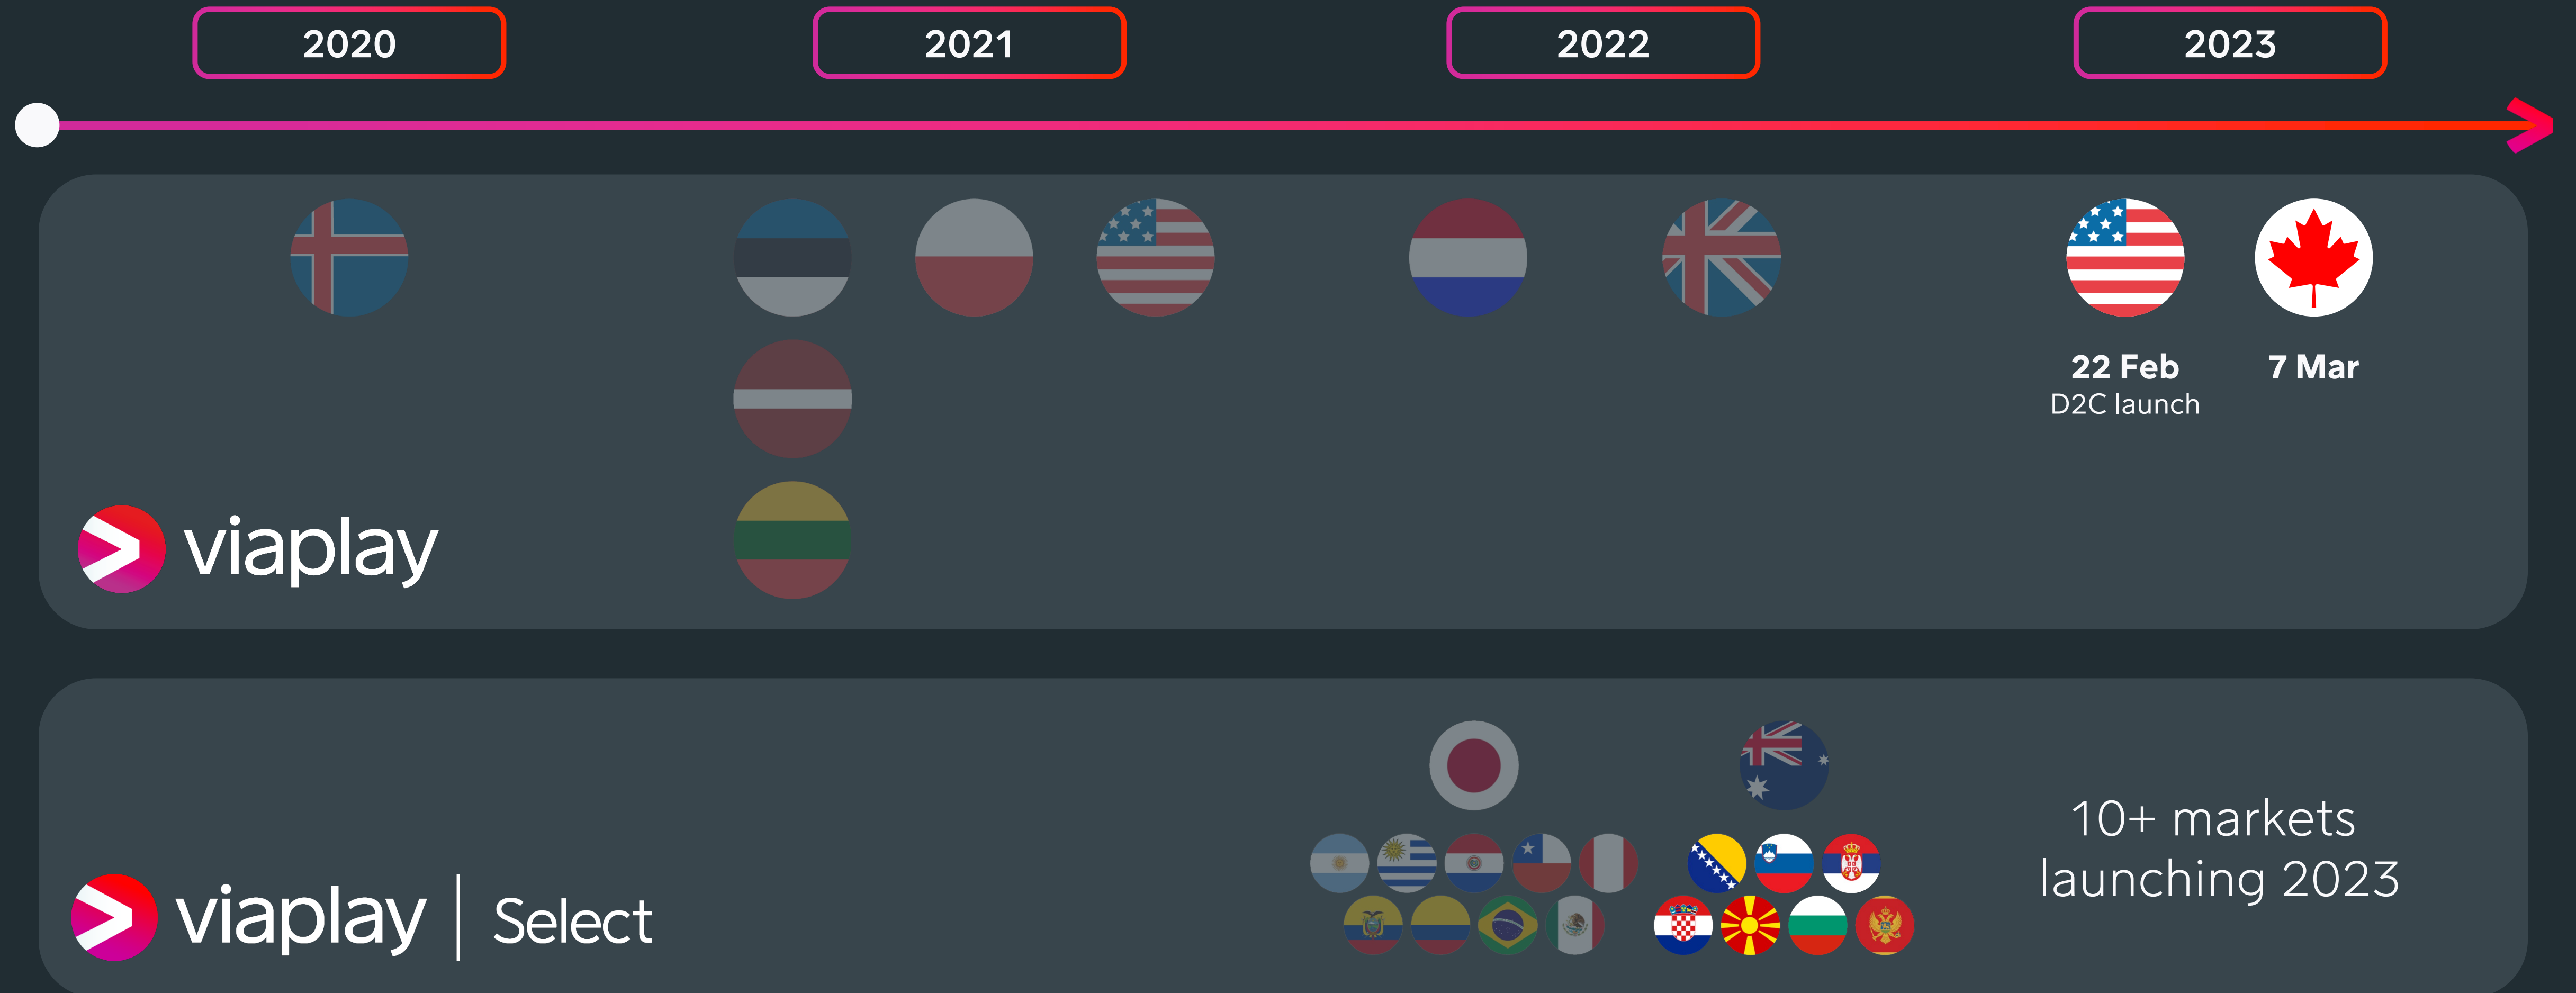 2020
2021
2022
2023
22 Feb
D2C launch
7 Mar
viaplay
viaplay | Select
10+ markets
launching 2023